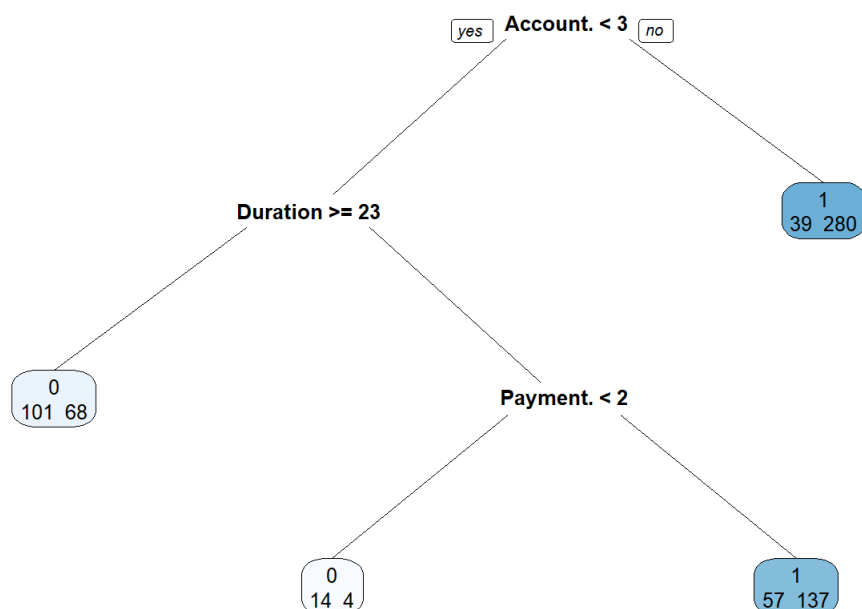 yes Account. < 3 no
Duration >= 23
1
39 280
0
101 68
Payment. < 2
0
14 4
1
57 137